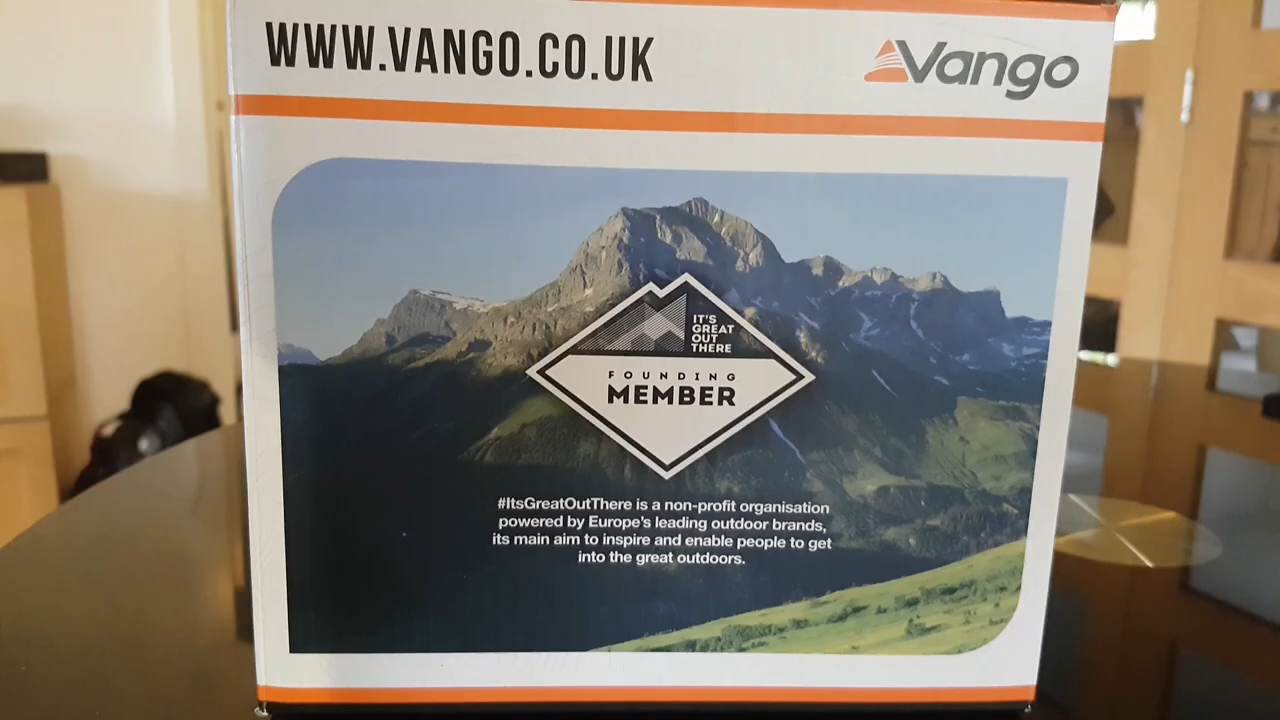 WWW.VANGO.CO.UK
Vango
IT'S
GREAT
OUT
THERE
FOUNDING
MEMBER
#ItsGreatOutThere is a non-profit organisation
powered by Europe's leading outdoor brands,
its main aim to inspire and enable people to get
into the great outdoors.